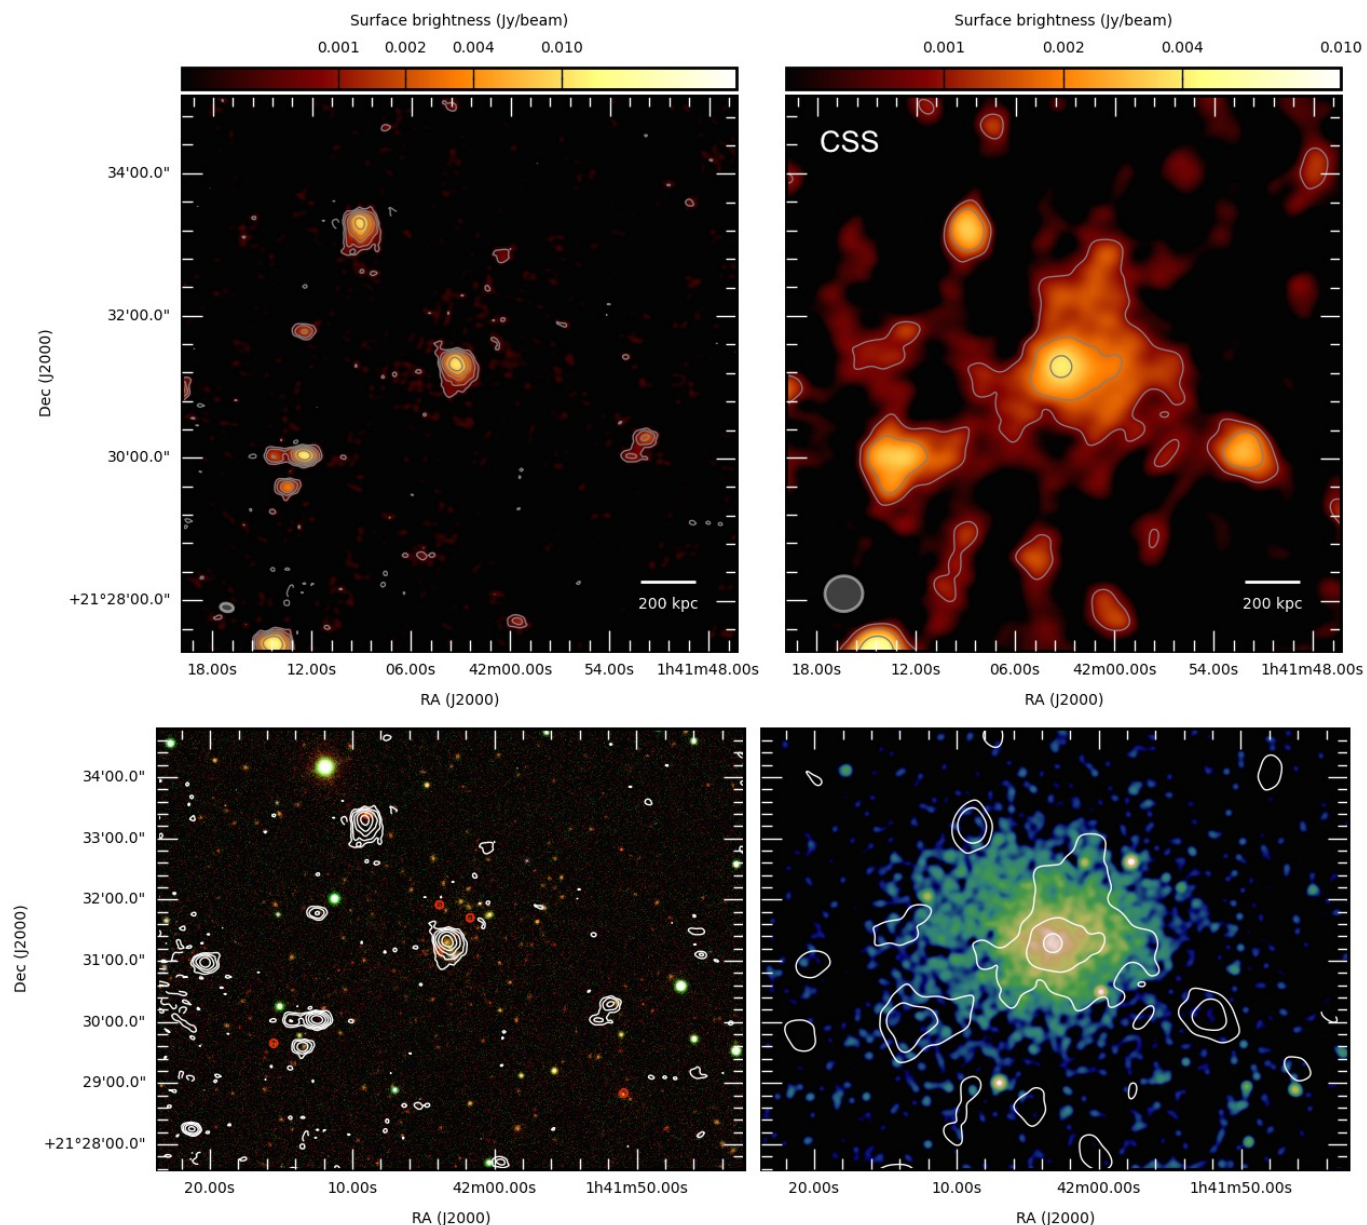 Surface brightness (Jy/beam)
0.001 0.002 0.004 0.010
Surface brightness (Jy/beam)
0.001 0.002 0.004 0.010
CSS
34'00.0"
32'00.0"
30'00.0"
+21°28'00.0"
Dec (J2000)
200 kpc
200 kpc
18.00s 12.00s 06.00s 42m00.00s 54.00s 1h41m48.00s
18.00s 12.00s 06.00s 42m00.00s 54.00s 1h41m48.00s
RA (J2000)
RA (J2000)
34'00.0"
33'00.0"
32'00.0"
31'00.0"
30'00.0"
29'00.0"
+21°28'00.0"
Dec (J2000)
20.00s 10.00s 42m00.00s 1h41m50.00s
20.00s 10.00s 42m00.00s 1h41m50.00s
RA (J2000)
RA (J2000)